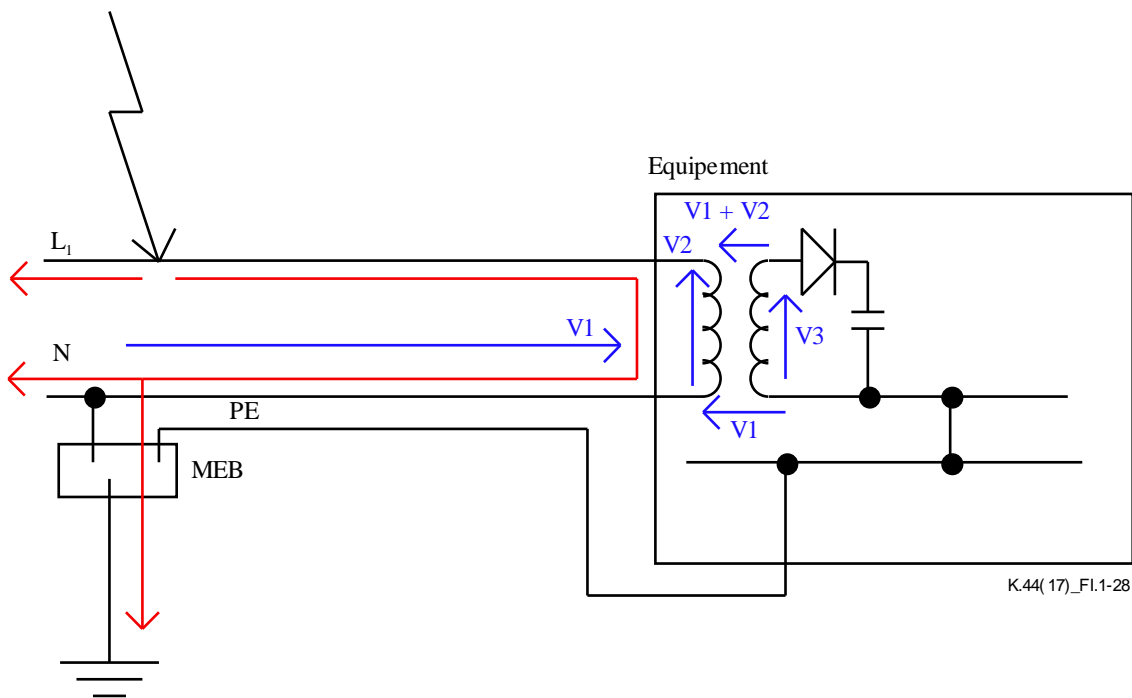 Equipement
V1 + V2
L1
V2
V1
V3
N
PE
V1
MEB
K.44( 17)_FI.1-28